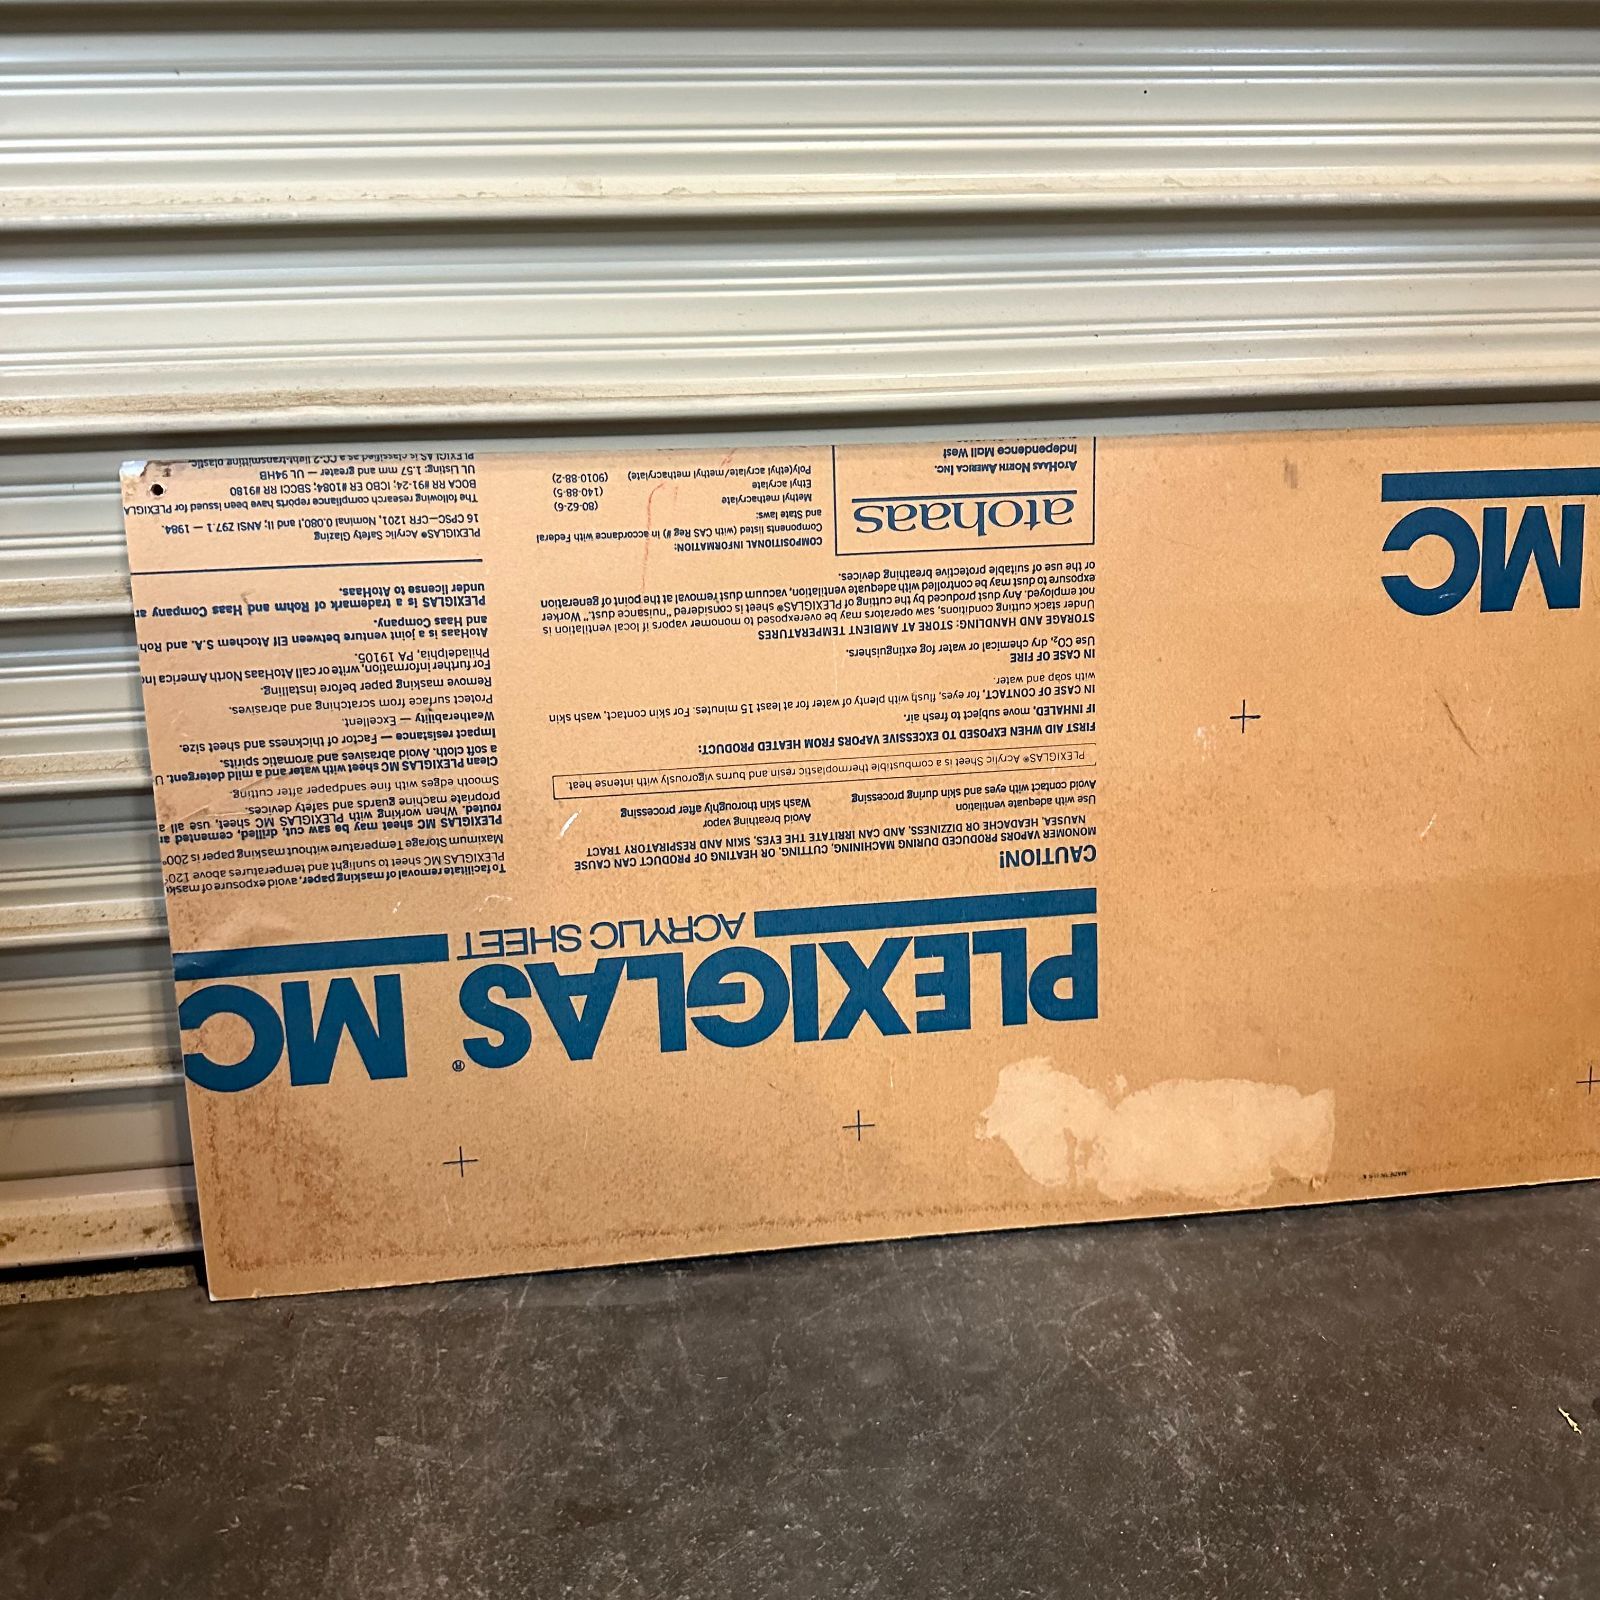 PLEXIGLAS® MC
ACRYLIC SHEET
CAUTION!
MONOMER VAPORS PRODUCED DURING MACHINING, CUTTING, OR HEATING OF PRODUCT CAN CAUSE
NAUSEA, HEADACHE OR DIZZINESS, AND CAN IRRITATE THE EYES, SKIN AND RESPIRATORY TRACT
Use with adequate ventilation
Avoid contact with eyes and skin during processing
Avoid breathing vapor
Wash skin thoroughly after processing
PLEXIGLAS® Acrylic Sheet is a combustible thermoplastic resin and burns vigorously with intense heat.
FIRST AID WHEN EXPOSED TO EXCESSIVE VAPORS FROM HEATED PRODUCT:
IF INHALED, move subject to fresh air.
IN CASE OF CONTACT, for eyes, flush with plenty of water for at least 15 minutes. For skin contact, wash skin
with soap and water.
IN CASE OF FIRE
Use CO₂, dry chemical or water fog extinguishers.
STORAGE AND HANDLING: STORE AT AMBIENT TEMPERATURES
Under stack cutting conditions, saw operators may be overexposed to monomer vapors if local ventilation is
not employed. Any dust produced by the cutting of PLEXIGLAS® sheet is considered "nuisance dust." Worker
exposure to dust may be controlled with adequate ventilation, vacuum dust removal at the point of generation
or the use of suitable protective breathing devices.
atohaas
AtoHaas North America Inc.
Independence Mall West
COMPOSITIONAL INFORMATION:
Components listed (with CAS Reg #) in accordance with Federal
and State laws:
Methyl methacrylate (80-62-6)
Ethyl acrylate (140-88-5)
Poly(ethyl acrylate/methyl methacrylate) (9010-88-2)
To facilitate removal of masking paper, avoid exposure of mask
PLEXIGLAS MC sheet to sunlight and temperatures above 120°
Maximum Storage Temperature without masking paper is 200°
PLEXIGLAS MC sheet may be saw cut, drilled, cemented ar
routed. When working with PLEXIGLAS MC sheet, use all a
propriate machine guards and safety devices.
Smooth edges with fine sandpaper after cutting.
Clean PLEXIGLAS MC sheet with water and a mild detergent. U
a soft cloth. Avoid abrasives and aromatic spirits.
Impact resistance — Factor of thickness and sheet size.
Weatherability — Excellent.
Protect surface from scratching and abrasives.
Remove masking paper before installing.
For further information, write or call AtoHaas North America Inc
Philadelphia, PA 19105.
AtoHaas is a joint venture between Elf Atochem S.A. and Roh
and Haas Company.
PLEXIGLAS is a trademark of Rohm and Haas Company ar
under license to AtoHaas.
PLEXIGLAS® Acrylic Safety Glazing
16 CPSC—CFR 1201, Nominal 0.080, I and II; ANSI Z97.1 — 1984.
The following research compliance reports have been issued for PLEXIGLA
BOCA RR #91-24; ICBO ER #1084; SBCCI RR #9180
UL Listing: 1.57 mm and greater — UL 94HB
PLEXIGLAS is classified as a CC-2 light-transmitting plastic
MC
MADE IN U S A